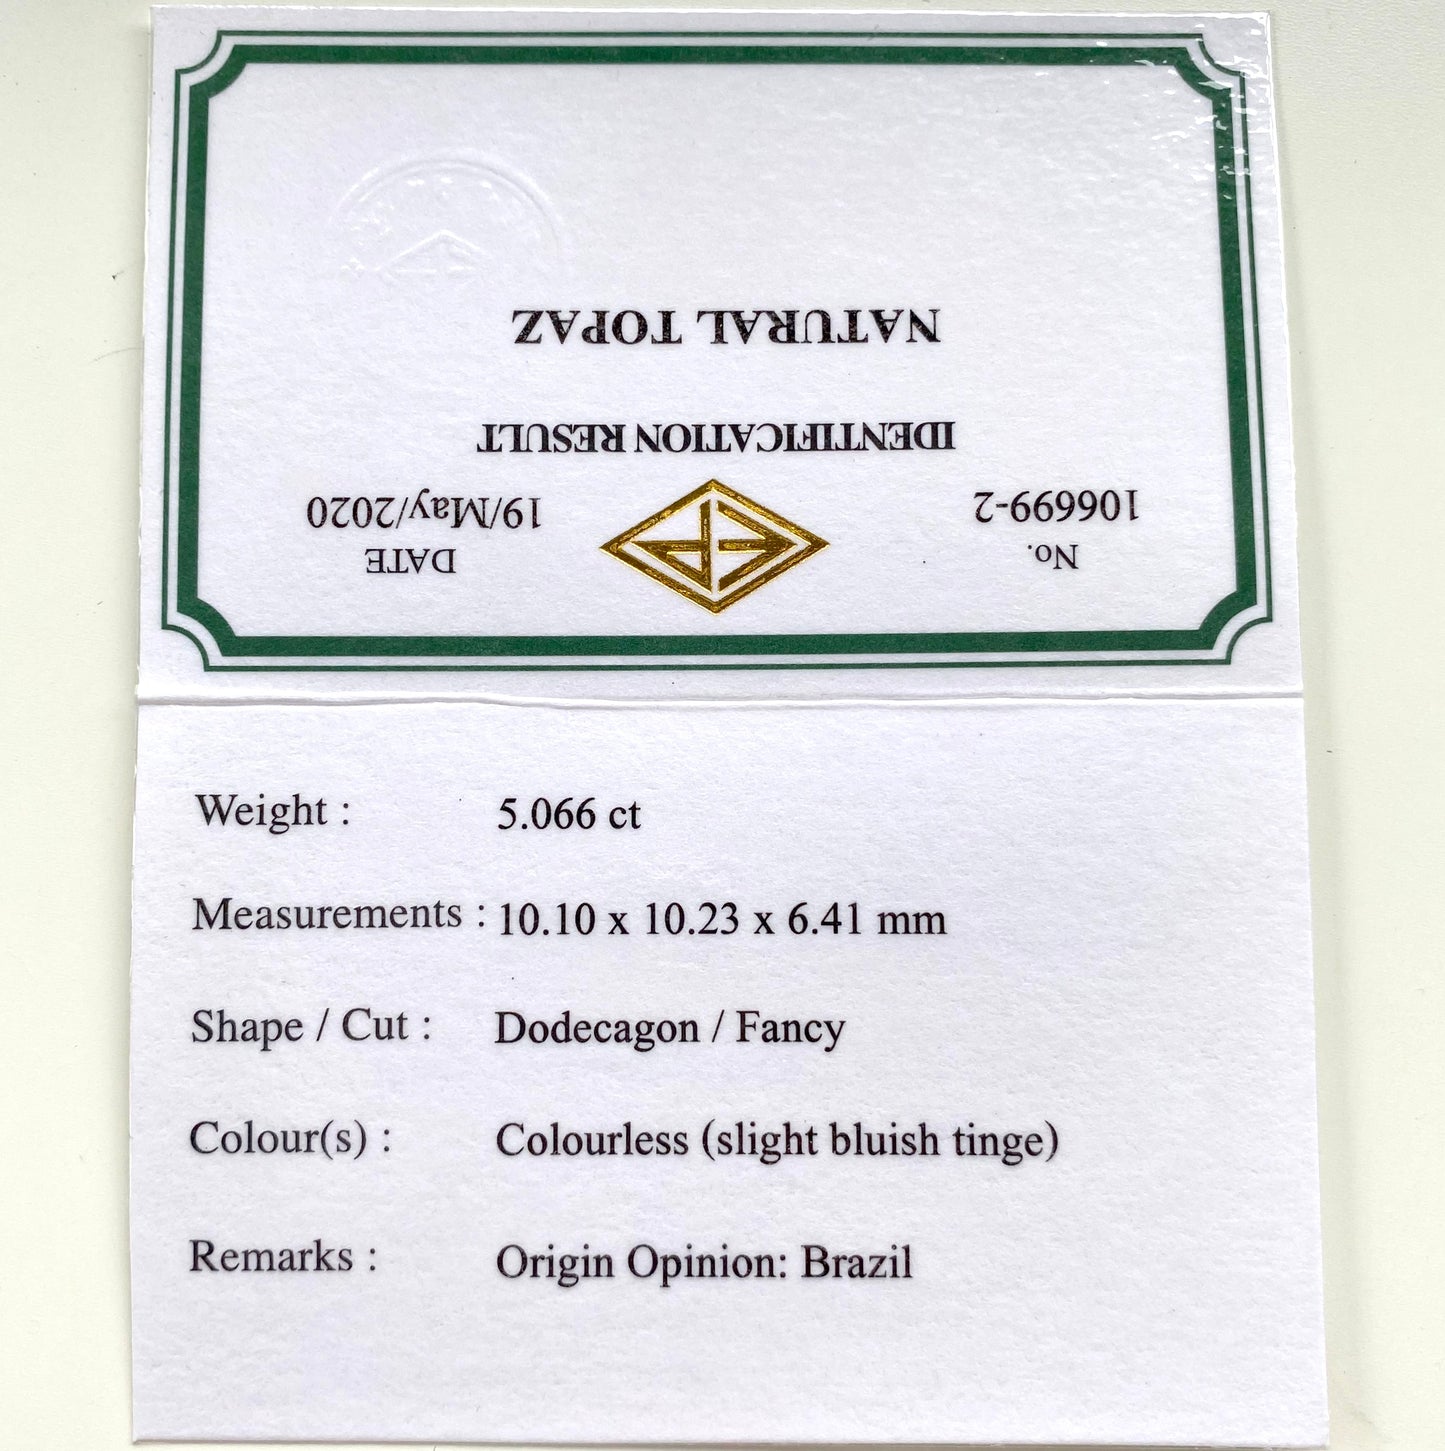 No. DATE
106699-2 19/May/2020
IDENTIFICATION RESULT
NATURAL TOPAZ
Weight : 5.066 ct
Measurements : 10.10 x 10.23 x 6.41 mm
Shape / Cut : Dodecagon / Fancy
Colour(s) : Colourless (slight bluish tinge)
Remarks : Origin Opinion: Brazil